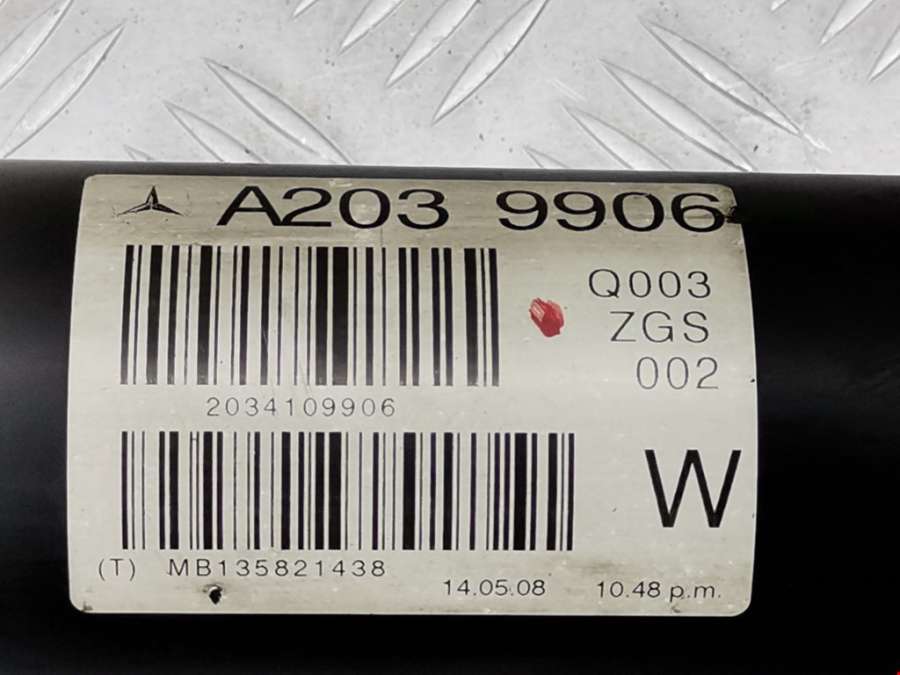 A203 9906
Q003
ZGS
002
2034109906
W
(T) MB135821438
14.05.08 10.48 p.m.